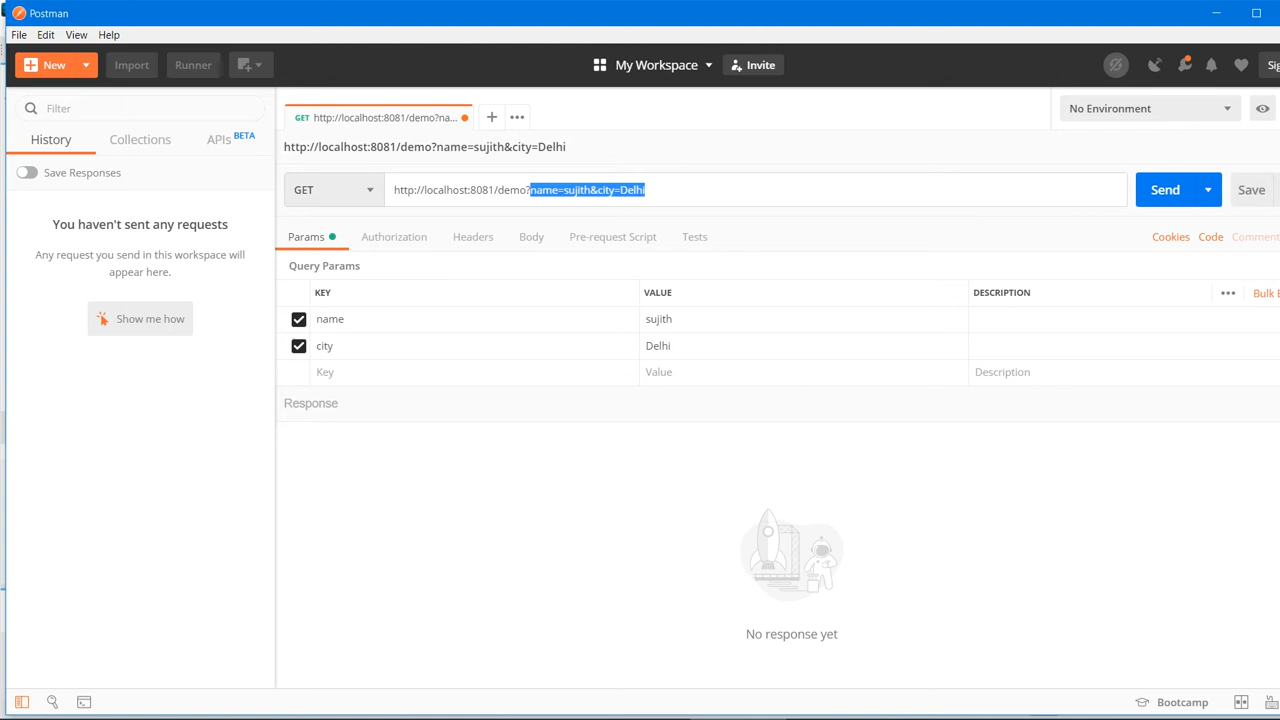 Postman
File Edit View Help
New Import Runner My Workspace Invite
Filter
GET http://localhost:8081/demo?na...
No Environment
History Collections APIs BETA
http://localhost:8081/demo?name=sujith&city=Delhi
Save Responses
GET http://localhost:8081/demo?name=sujith&city=Delhi Send Save
You haven't sent any requests
Any request you send in this workspace will
appear here.
Show me how
Params Authorization Headers Body Pre-request Script Tests Cookies Code Comment
Query Params
KEY VALUE DESCRIPTION Bulk
name sujith
city Delhi
Key Value Description
Response
No response yet
Bootcamp